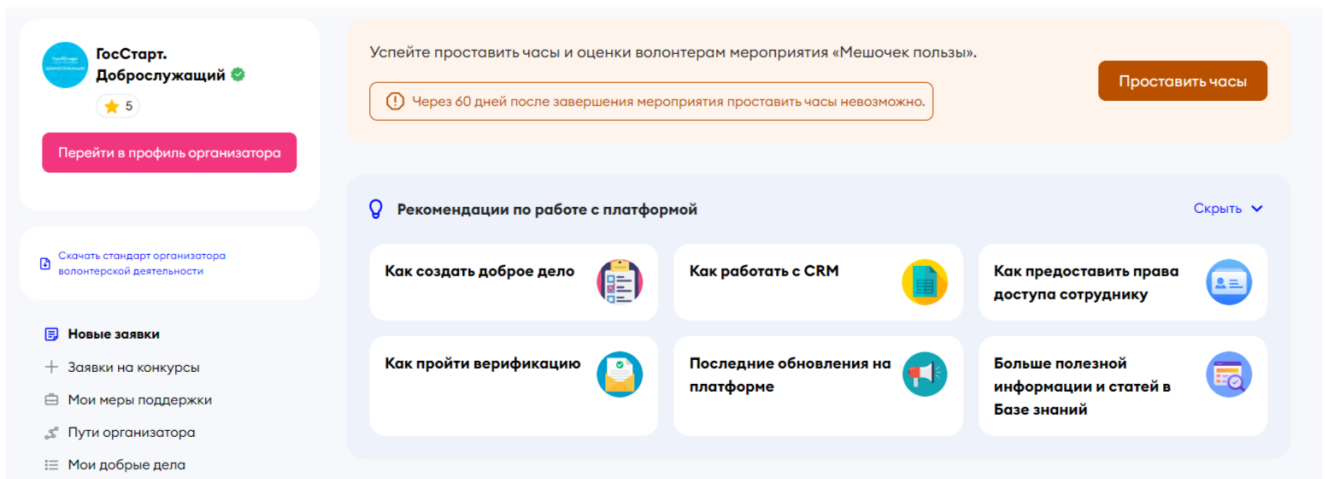 ГосСтарт.
Доброслужащий
5
Перейти в профиль организатора
Скачать стандарт организатора
волонтерской деятельности
Новые заявки
Заявки на конкурсы
Мои меры поддержки
Пути организатора
Мои добрые дела
Успейте проставить часы и оценки волонтерам мероприятия «Мешочек пользы».
Через 60 дней после завершения мероприятия проставить часы невозможно.
Проставить часы
Рекомендации по работе с платформой
Скрыть
Как создать доброе дело
Как работать с CRM
Как предоставить права
доступа сотруднику
Как пройти верификацию
Последние обновления на
платформе
Больше полезной
информации и статей в
Базе знаний